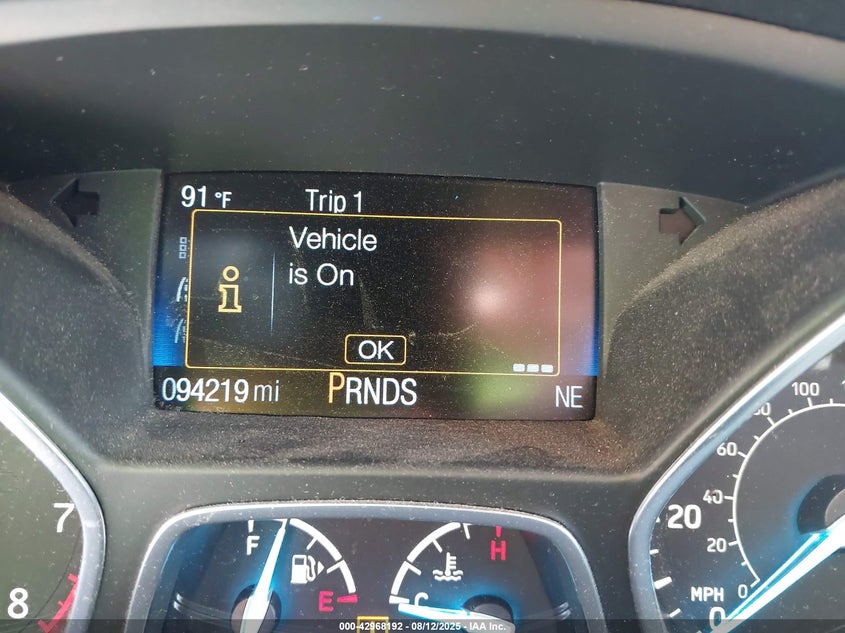 91 °F Trip 1
Vehicle
is On
OK
094219 mi PRNDS NE
F E
C H
7
8
100
80
60
40
20
0
20
MPH 0
000-42968192 - 08/12/2025 - IAA Inc.